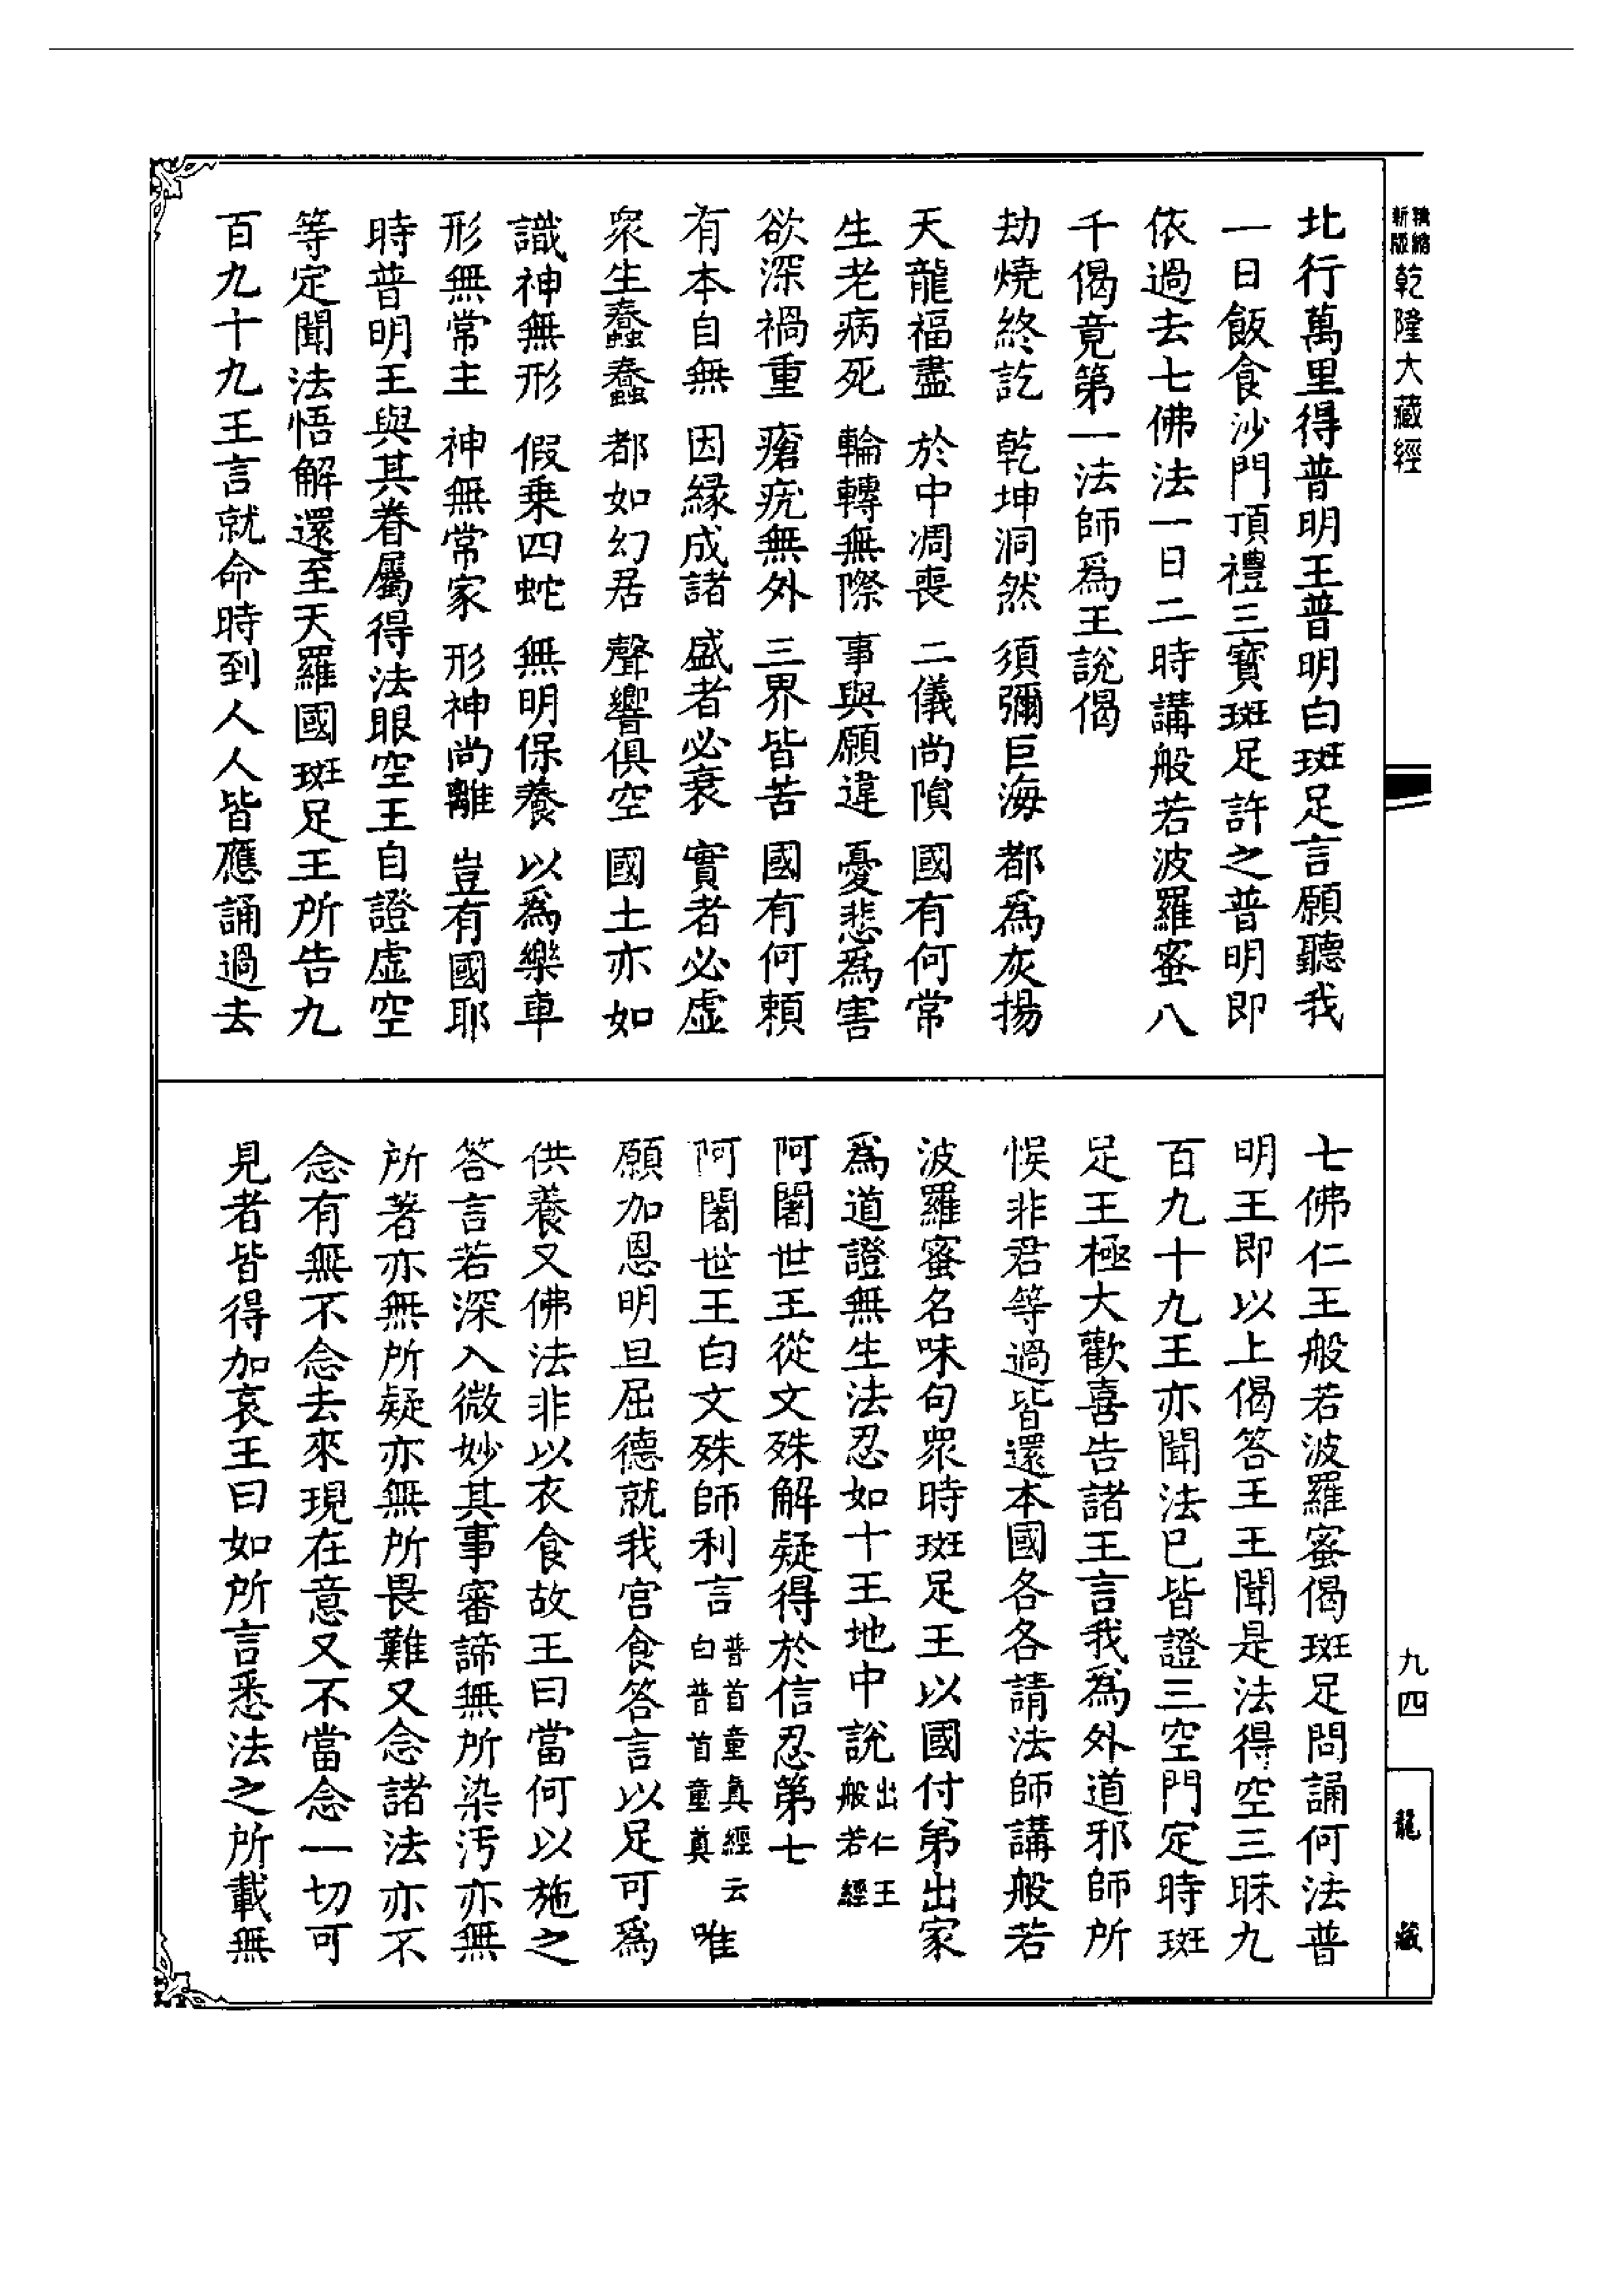 精縮新版乾隆大藏經
北行萬里得普明王普明白斑足言願聽我
一日飯食沙門頂禮三寶斑足許之普明即
依過去七佛法一日二時講般若波羅蜜八
千偈竟第一法師為王說偈
劫燒終訖 乾坤洞然 須彌巨海 都為灰揚
天龍福盡 於中凋喪 二儀尚隕 國有何常
生老病死 輪轉無際 事與願違 憂悲為害
欲深禍重 瘡疣無外 三界皆苦 國有何賴
有本自無 因緣成諸 盛者必衰 實者必虛
眾生蠢蠢 都如幻居 聲響俱空 國土亦如
識神無形 假乗四蛇 無明保養 以為樂車
形無常主 神無常家 形神尚離 豈有國耶
時普明王與其眷屬得法眼空王自證虛空
等定聞法悟解還至天羅國斑足王所告九
百九十九王言就命時到人人皆應誦過去
七佛仁王般若波羅蜜偈斑足問誦何法普
明王即以上偈答王王聞是法得空三昧九
百九十九王亦聞法已皆證三空門定時斑
足王極大歡喜告諸王言我為外道邪師所
悞非君等過皆還本國各各請法師講般若
波羅蜜名味句眾時斑足王以國付弟出家
為道證無生法忍如十王地中說出仁王般若經
阿闍世王從文殊解疑得於信忍第七
阿闍世王白文殊師利言普首童真經云白普首童真唯
願加恩明旦屈德就我宮食答言以足可為
供養又佛法非以衣食故王曰當何以施之
答言若深入微妙其事審諦無所染污亦無
所著亦無所疑亦無所畏難又念諸法亦不
念有無不念去來現在意又不當念一切可
見者皆得加哀王曰如所言悉法之所載無
九四
龍藏